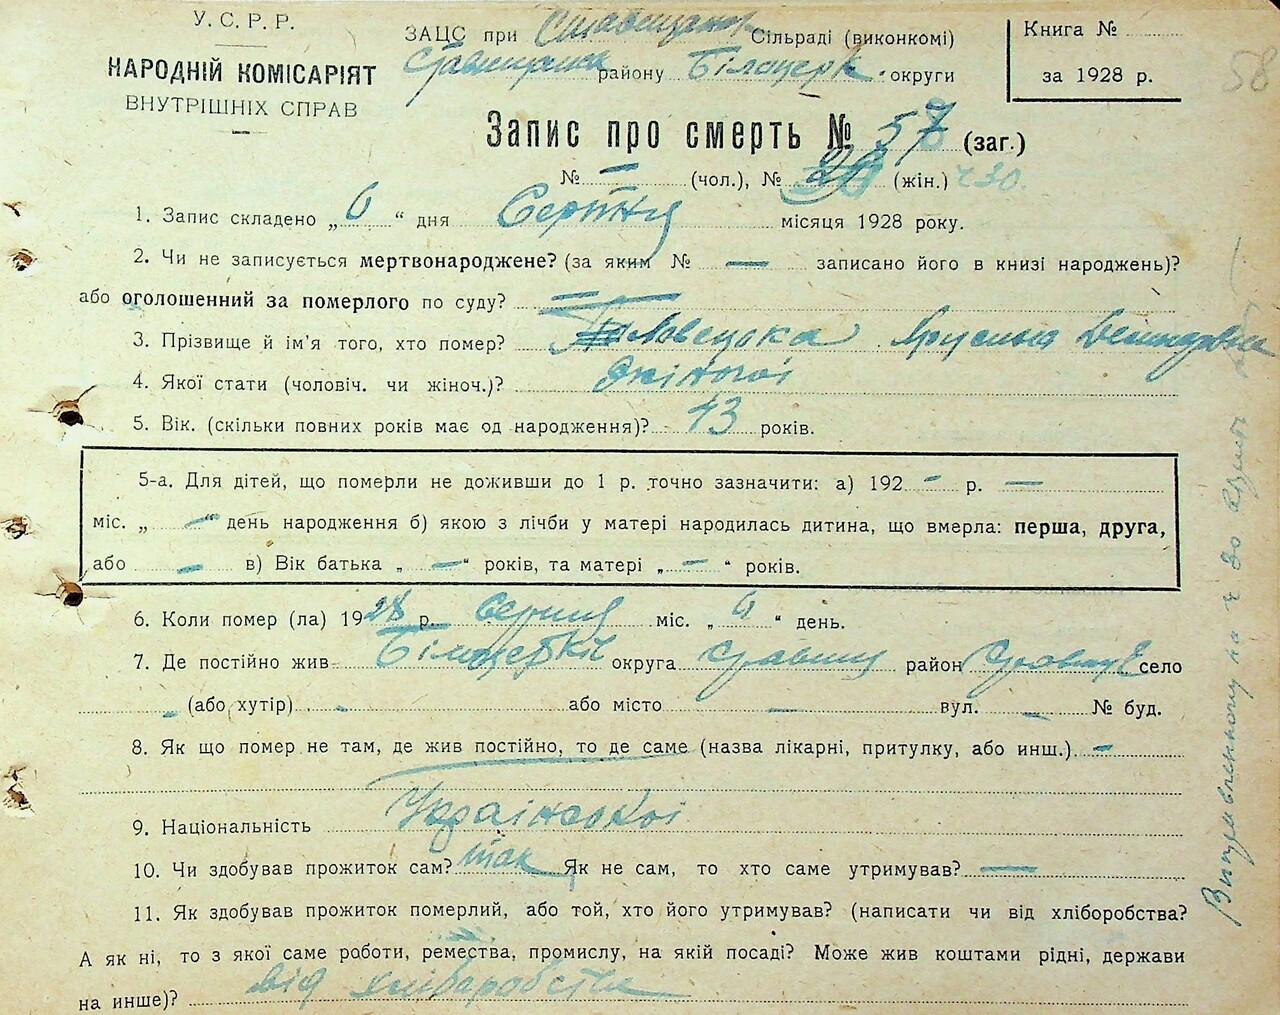 У.С.Р.Р.
НАРОДНІЙ КОМІСАРІЯТ
ВНУТРІШНІХ СПРАВ
ЗАЦС при Сільраді (виконкомі)
району Білоцерк. округи
Книга №
за 1928 р.
58
Запис про смерть № 57 (заг.)
№ — (чол.), № (жін.) ч 30.
1. Запис складено „ 6 “ дня Серпня місяця 1928 року.
2. Чи не записується мертвонароджене? (за яким № — записано його в книзі народжень)?
або оголошенний за померлого по суду? —
3. Прізвище й ім'я того, хто помер?
4. Якої стати (чоловіч. чи жіноч.)? жіночої
5. Вік. (скільки повних років має од народження)? 43 років.
5-а. Для дітей, що померли не доживши до 1 р. точно зазначити: а) 192 - р. —
міс. „ — “ день народження б) якою з лічби у матері народилась дитина, що вмерла: перша, друга,
або - в) Вік батька „ — “ років, та матері „ — “ років.
6. Коли помер (ла) 1928 р. Серпня міс. „ 6 “ день.
7. Де постійно жив Білоцерків округа Ставищ район село
- (або хутір) - або місто — вул. — № буд.
8. Як що помер не там, де жив постійно, то де саме (назва лікарні, притулку, або инш.) —
9. Національність Української
10. Чи здобував прожиток сам? так Як не сам, то хто саме утримував? —
11. Як здобував прожиток померлий, або той, хто його утримував? (написати чи від хліборобства?
А як ні, то з якої саме роботи, ремества, промислу, на якій посаді? Може жив коштами рідні, держави
на инше)? від хліборобства